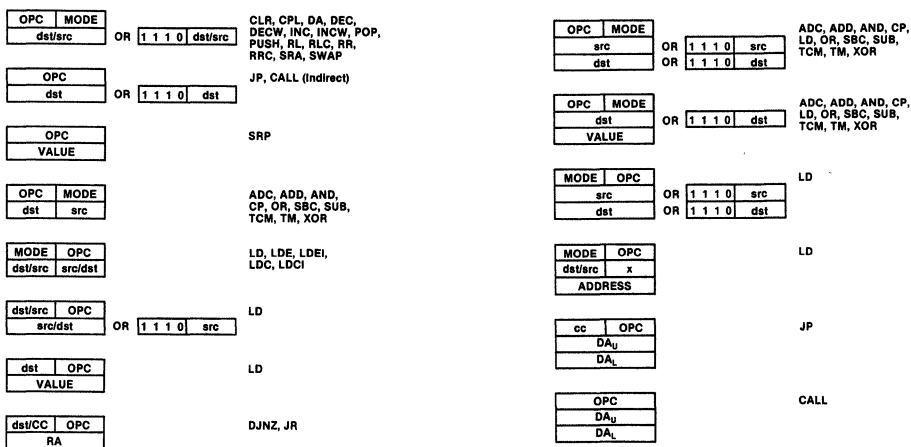 OPC MODE
dst/src OR 1 1 1 0 dst/src
CLR, CPL, DA, DEC,
DECW, INC, INCW, POP,
PUSH, RL, RLC, RR,
RRC, SRA, SWAP
OPC
dst OR 1 1 1 0 dst
JP, CALL (Indirect)
OPC
VALUE
SRP
OPC MODE
dst src
ADC, ADD, AND,
CP, OR, SBC, SUB,
TCM, TM, XOR
MODE OPC
dst/src src/dst
LD, LDE, LDEI,
LDC, LDCI
dst/src OPC
src/dst OR 1 1 1 0 src
LD
dst OPC
VALUE
LD
dst/CC OPC
RA
DJNZ, JR
OPC MODE
src OR 1 1 1 0 src
dst OR 1 1 1 0 dst
ADC, ADD, AND, CP,
LD, OR, SBC, SUB,
TCM, TM, XOR
OPC MODE
dst OR 1 1 1 0 dst
VALUE
ADC, ADD, AND, CP,
LD, OR, SBC, SUB,
TCM, TM, XOR
MODE OPC
src OR 1 1 1 0 src
dst OR 1 1 1 0 dst
LD
MODE OPC
dst/src x
ADDRESS
LD
cc OPC
DAU
DAL
JP
OPC
DAU
DAL
CALL